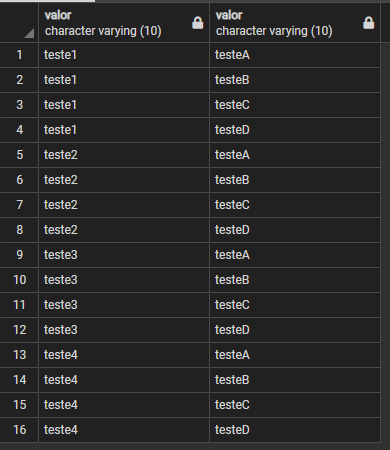 valor valor
character varying (10) character varying (10)
1 teste1 testeA
2 teste1 testeB
3 teste1 testeC
4 teste1 testeD
5 teste2 testeA
6 teste2 testeB
7 teste2 testeC
8 teste2 testeD
9 teste3 testeA
10 teste3 testeB
11 teste3 testeC
12 teste3 testeD
13 teste4 testeA
14 teste4 testeB
15 teste4 testeC
16 teste4 testeD